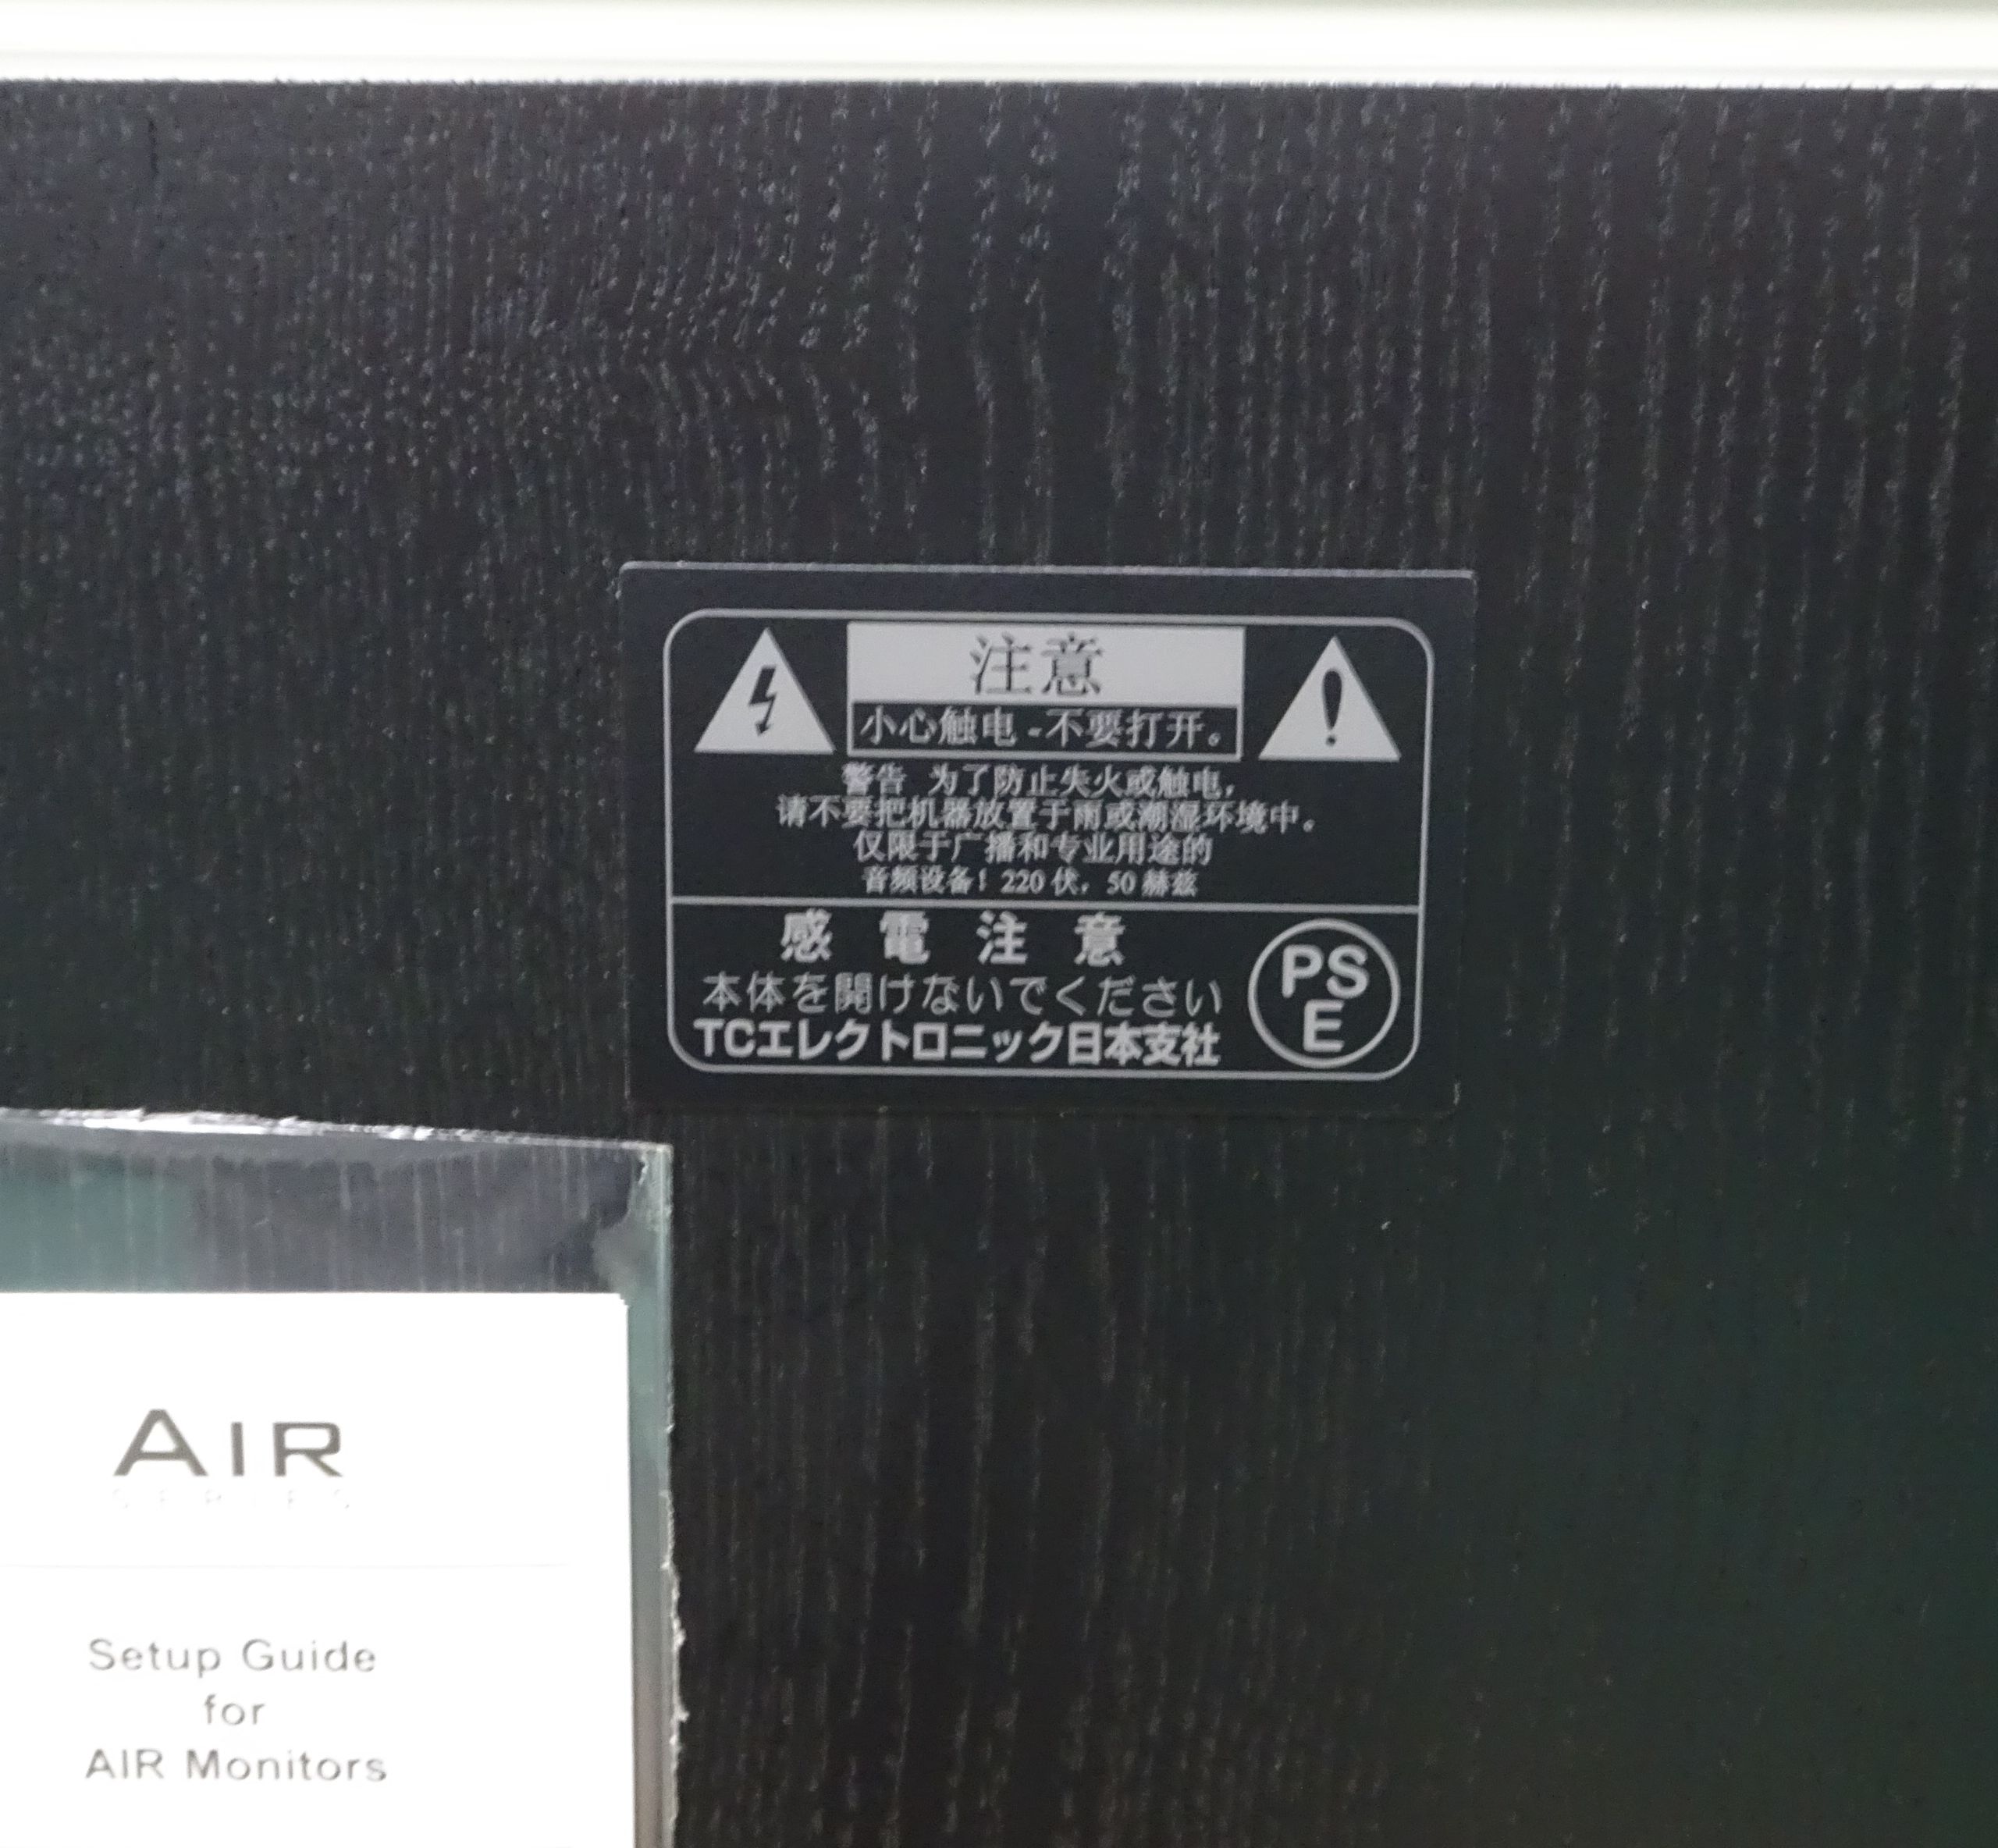 注意
小心触电 - 不要打开。
警告 为了防止失火或触电，
请不要把机器放置于雨或潮湿环境中。
仅限于广播和专业用途的
音频设备！220 伏，50 赫兹
感電注意
本体を開けないでください
TCエレクトロニック日本支社
PS
E
AIR
SERIES
Setup Guide
for
AIR Monitors